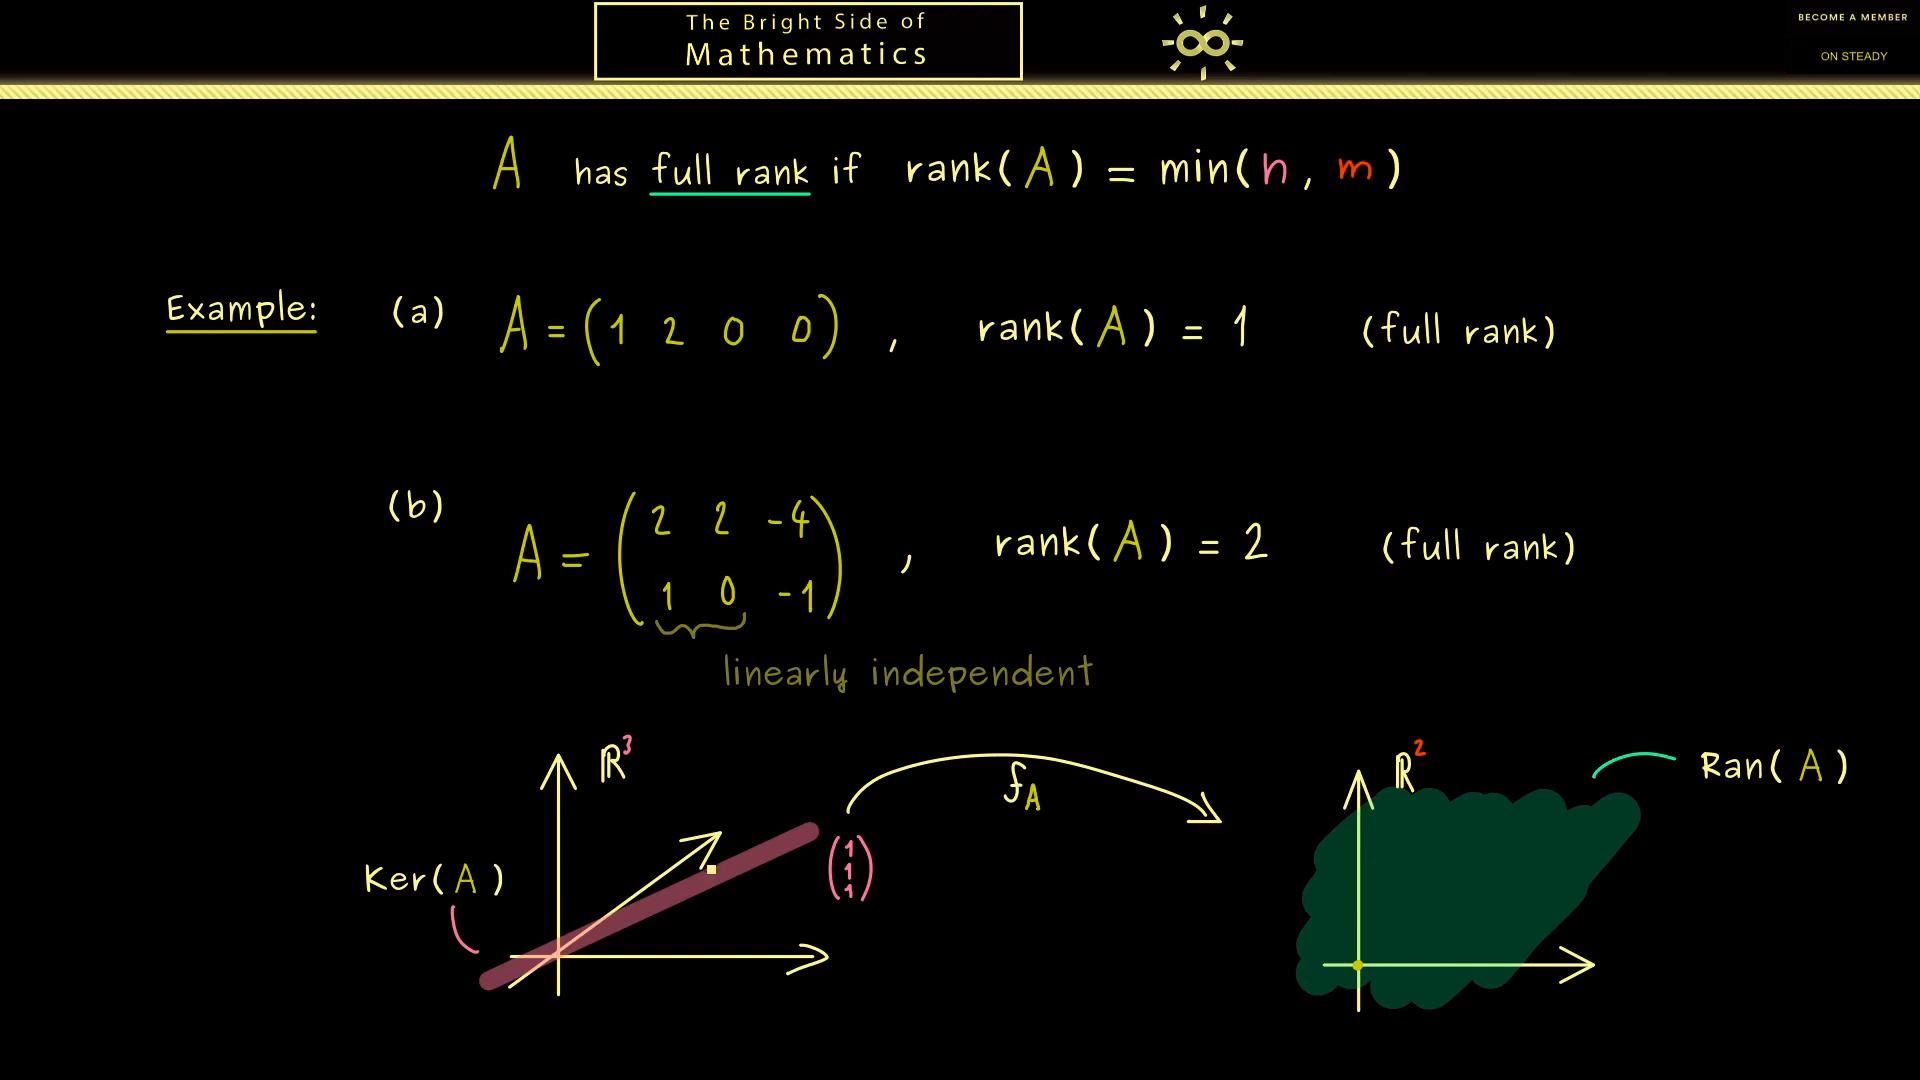 The Bright Side of
Mathematics
BECOME A MEMBER
ON STEADY
A has full rank if rank(A) = min(n, m)
Example: (a) A = (1 2 0 0) , rank(A) = 1 (full rank)
(b) A = (2 2 -4
1 0 -1) , rank(A) = 2 (full rank)
linearly independent
ℝ³
f_A
ℝ²
Ran(A)
Ker(A)
(1
1
1)